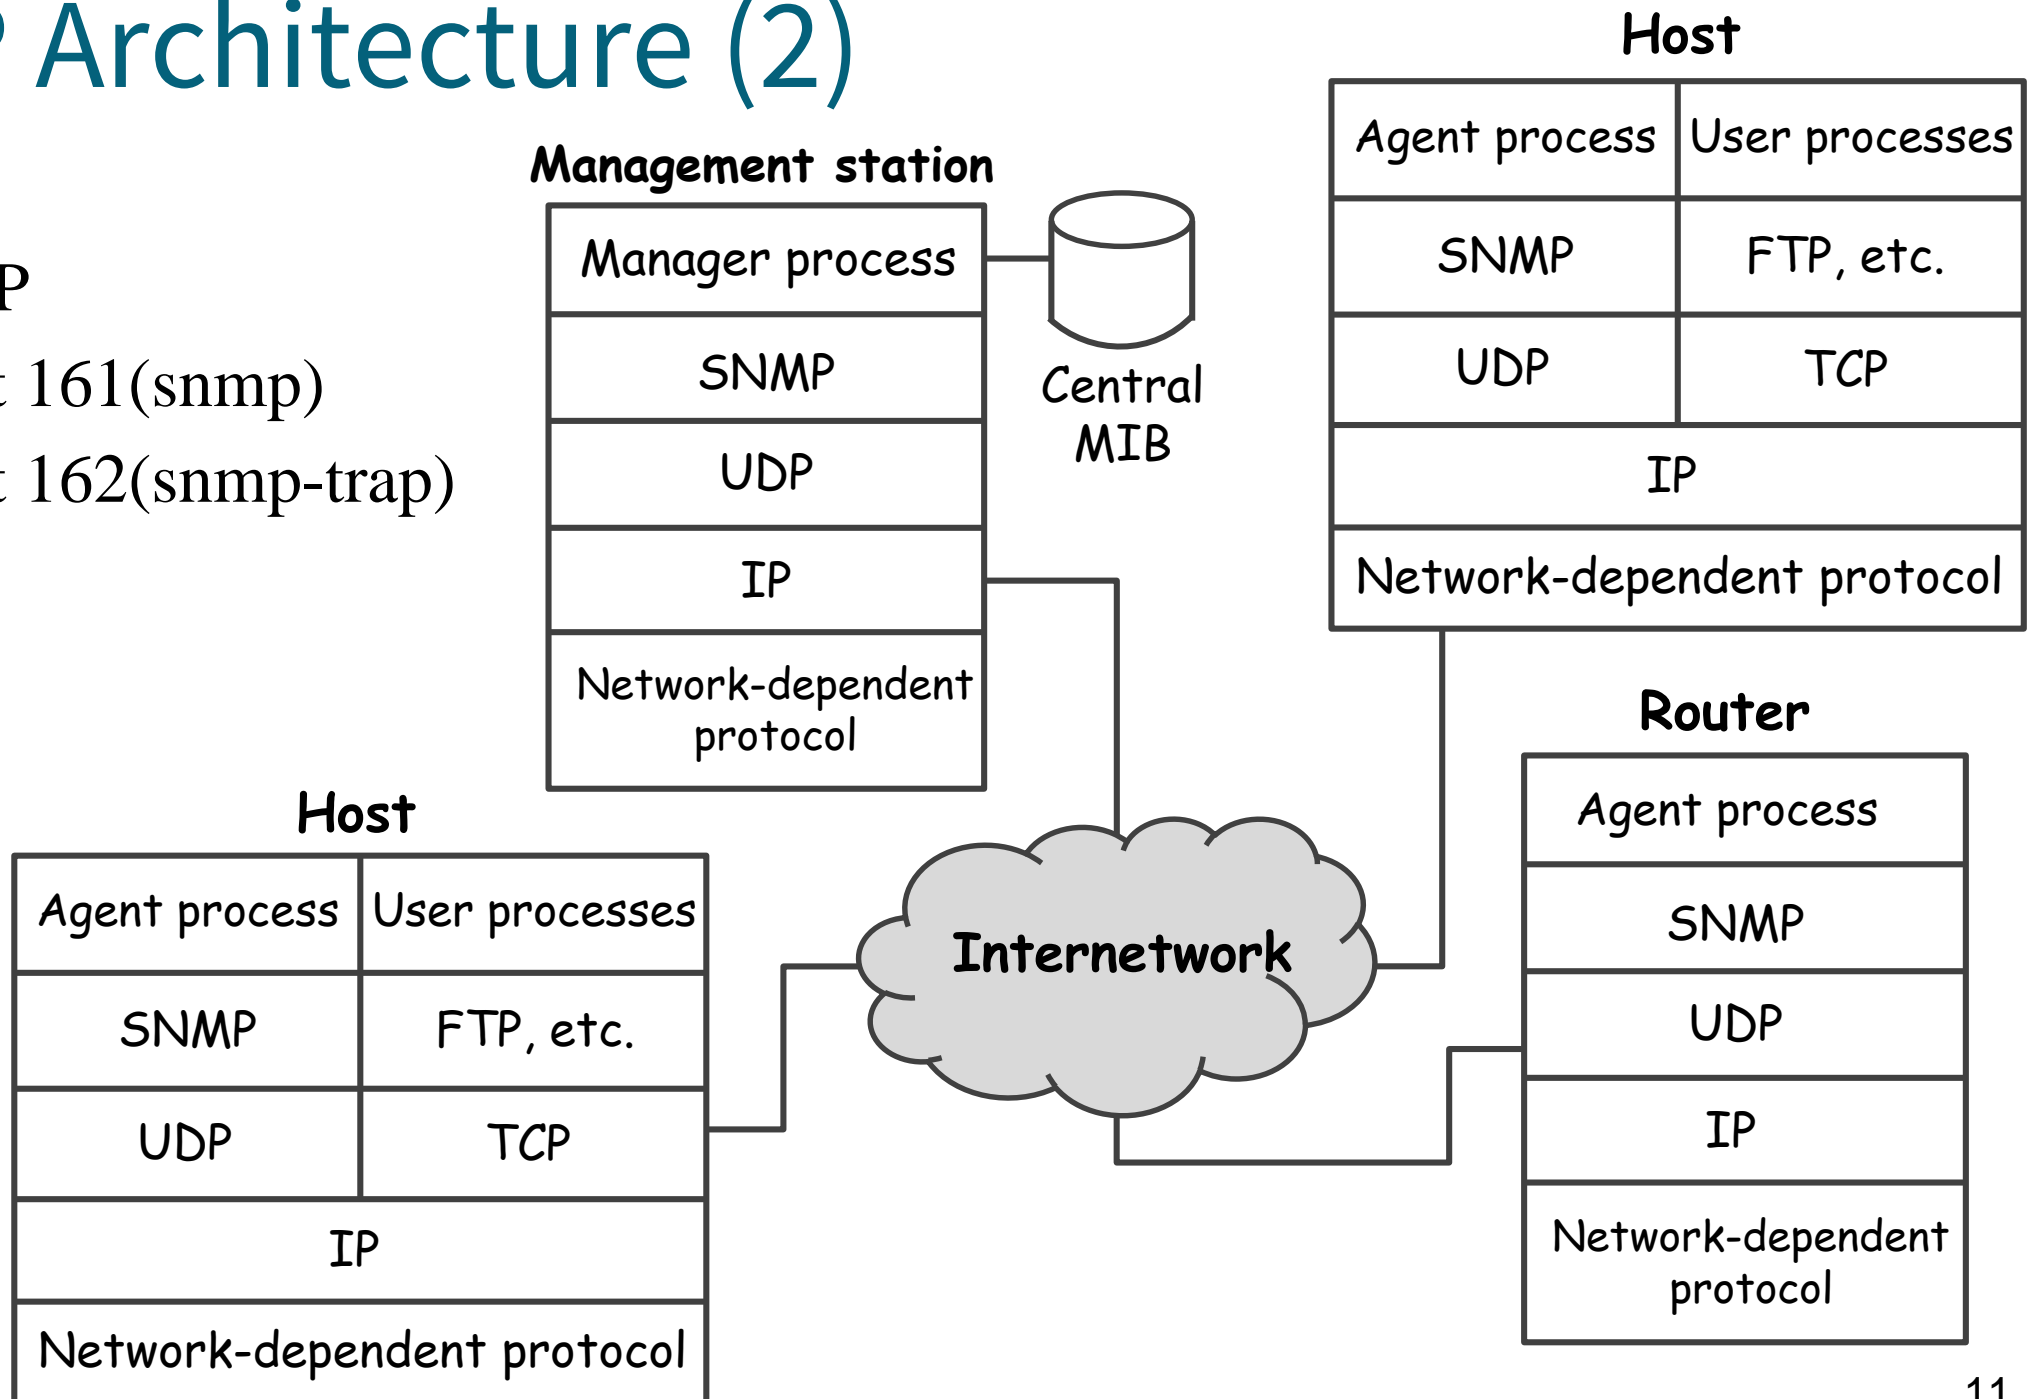 P Architecture (2)
P
t 161(snmp)
t 162(snmp-trap)
Management station
Manager process
SNMP
UDP
IP
Network-dependent
protocol
Central
MIB
Host
Agent process User processes
SNMP FTP, etc.
UDP TCP
IP
Network-dependent protocol
Router
Agent process
SNMP
UDP
IP
Network-dependent
protocol
Host
Agent process User processes
SNMP FTP, etc.
UDP TCP
IP
Network-dependent protocol
Internetwork
11